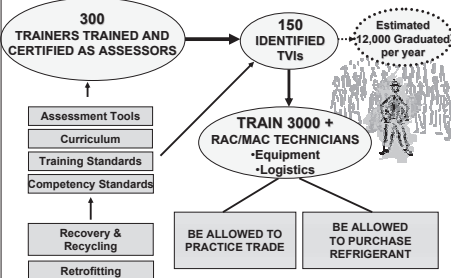 300
TRAINERS TRAINED AND
CERTIFIED AS ASSESSORS
150
IDENTIFIED
TVIs
Estimated
12,000 Graduated
per year
Assessment Tools
Curriculum
Training Standards
Competency Standards
Recovery &
Recycling
Retrofitting
TRAIN 3000 +
RAC/MAC TECHNICIANS
•Equipment
•Logistics
BE ALLOWED TO
PRACTICE TRADE
BE ALLOWED
TO PURCHASE
REFRIGERANT